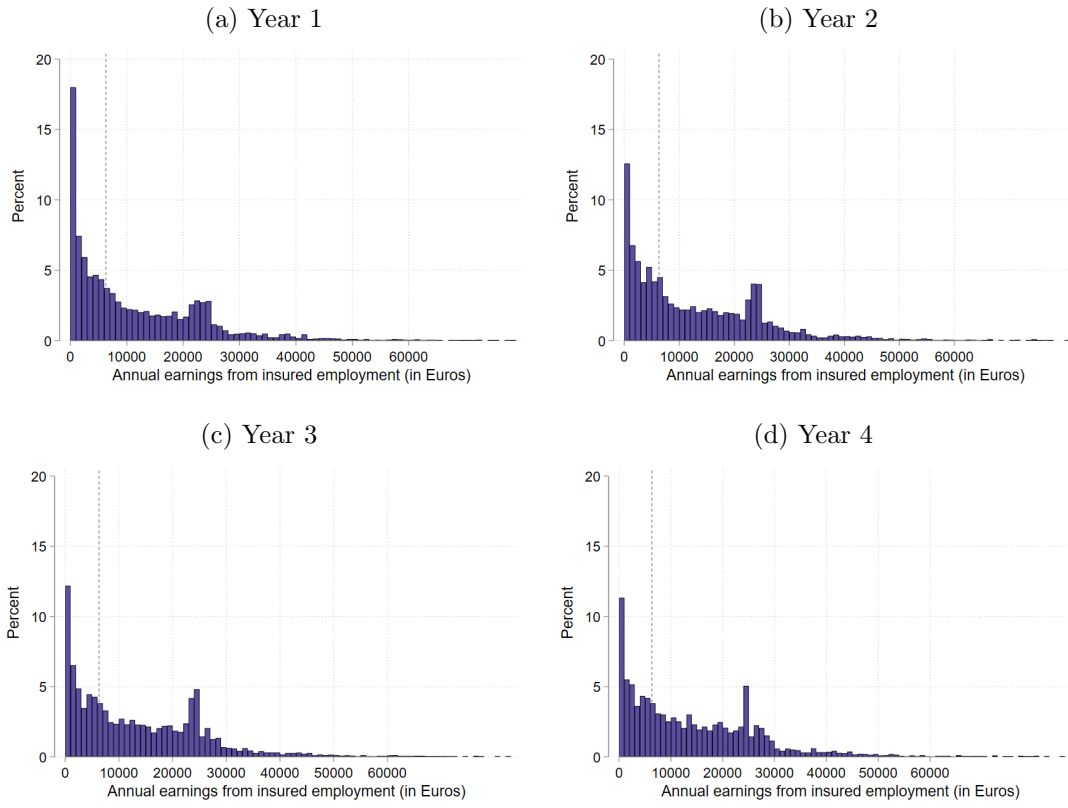 (a) Year 1
20
15
10
5
0
Percent
0 10000 20000 30000 40000 50000 60000
Annual earnings from insured employment (in Euros)
(b) Year 2
20
15
10
5
0
Percent
0 10000 20000 30000 40000 50000 60000
Annual earnings from insured employment (in Euros)
(c) Year 3
20
15
10
5
0
Percent
0 10000 20000 30000 40000 50000 60000
Annual earnings from insured employment (in Euros)
(d) Year 4
20
15
10
5
0
Percent
0 10000 20000 30000 40000 50000 60000
Annual earnings from insured employment (in Euros)